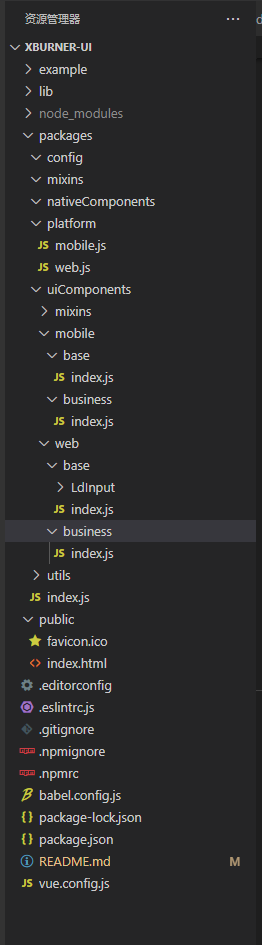 资源管理器
XBURNER-UI
example
lib
node_modules
packages
config
mixins
nativeComponents
platform
JS mobile.js
JS web.js
uiComponents
mixins
mobile
base
JS index.js
business
JS index.js
web
base
LdInput
JS index.js
business
JS index.js
utils
JS index.js
public
favicon.ico
<> index.html
.editorconfig
.eslintrc.js
.gitignore
.npmignore
.npmrc
babel.config.js
{} package-lock.json
{} package.json
README.md M
JS vue.config.js